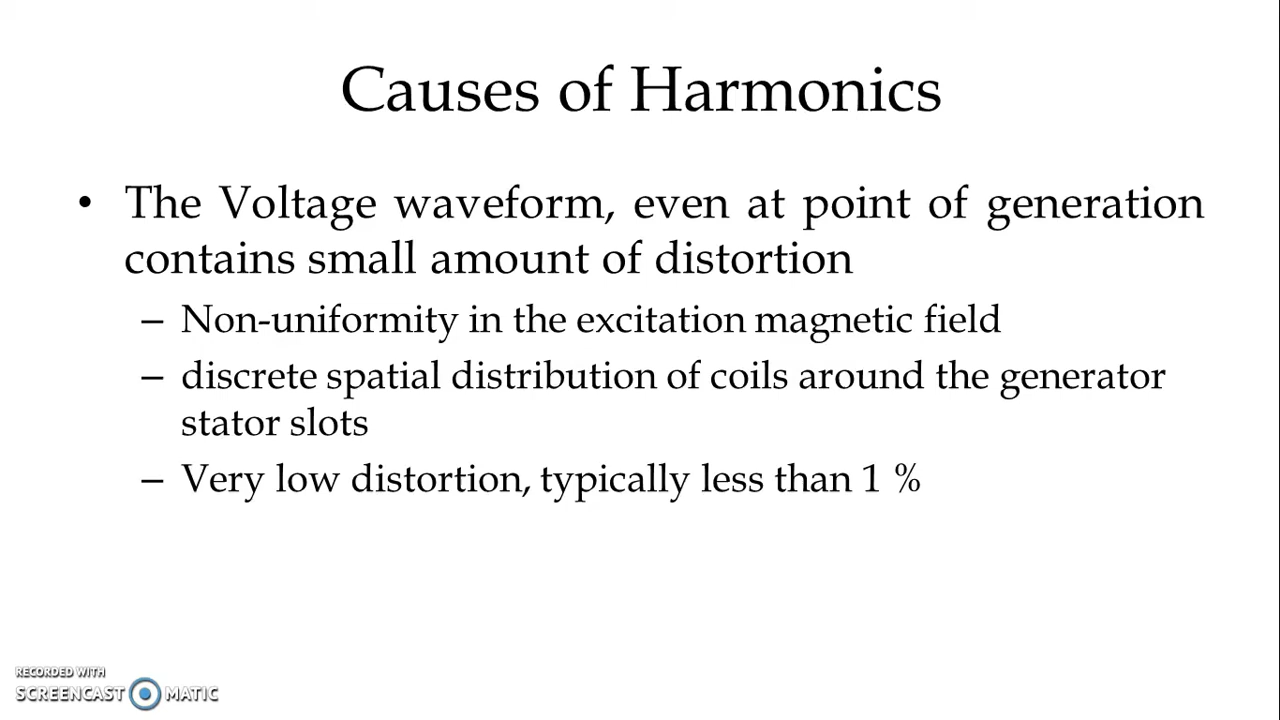 Causes of Harmonics
• The Voltage waveform, even at point of generation
contains small amount of distortion
– Non-uniformity in the excitation magnetic field
– discrete spatial distribution of coils around the generator
stator slots
– Very low distortion, typically less than 1 %
RECORDED WITH
SCREENCAST MATIC